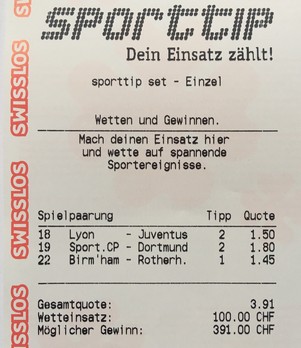 sporttip
Dein Einsatz zählt!
sporttip set - Einzel
Wetten und Gewinnen.
Mach deinen Einsatz hier
und wette auf spannende
Sportereignisse.
Spielpaarung Tipp Quote
18 Lyon - Juventus 2 1.50
19 Sport.CP - Dortmund 2 1.80
22 Birm'ham - Rotherh. 1 1.45
Gesamtquote: 3.91
Wetteinsatz: 100.00 CHF
Möglicher Gewinn: 391.00 CHF
SWISSLOS
SWISSLOS
SWISSLOS
SWISSLOS